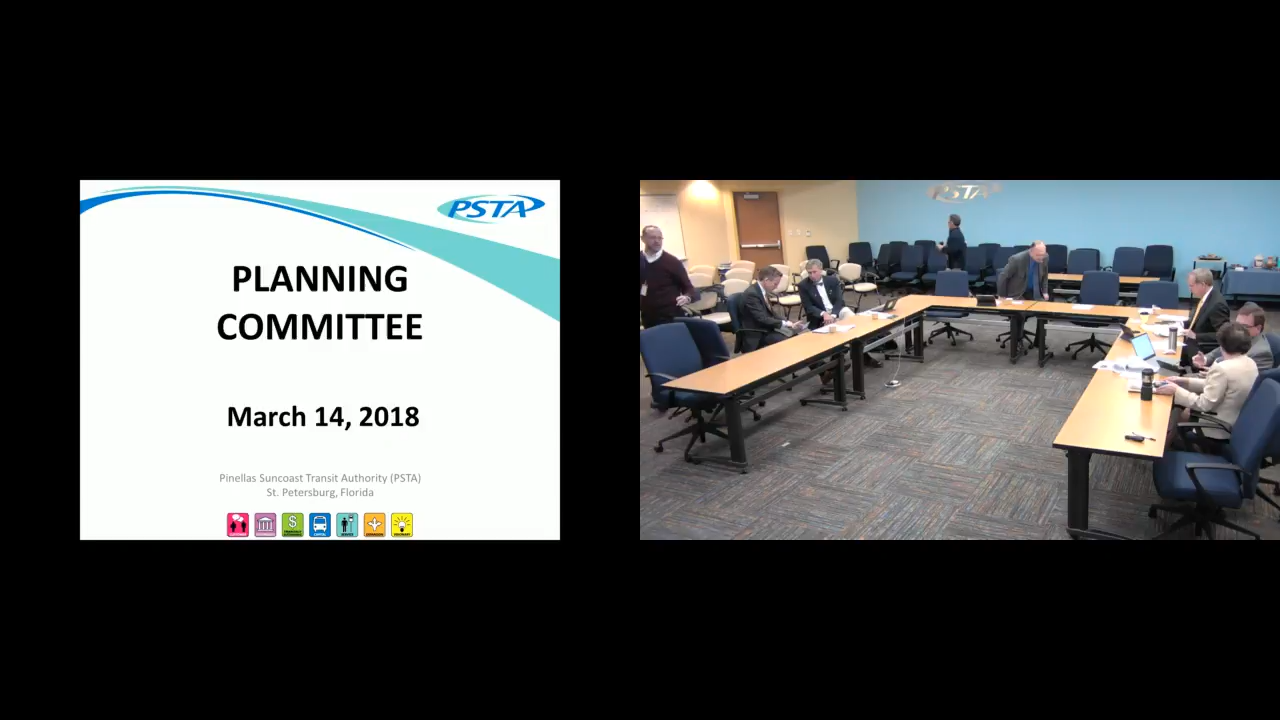 PSTA
PLANNING
COMMITTEE
March 14, 2018
Pinellas Suncoast Transit Authority (PSTA)
St. Petersburg, Florida
PSTA